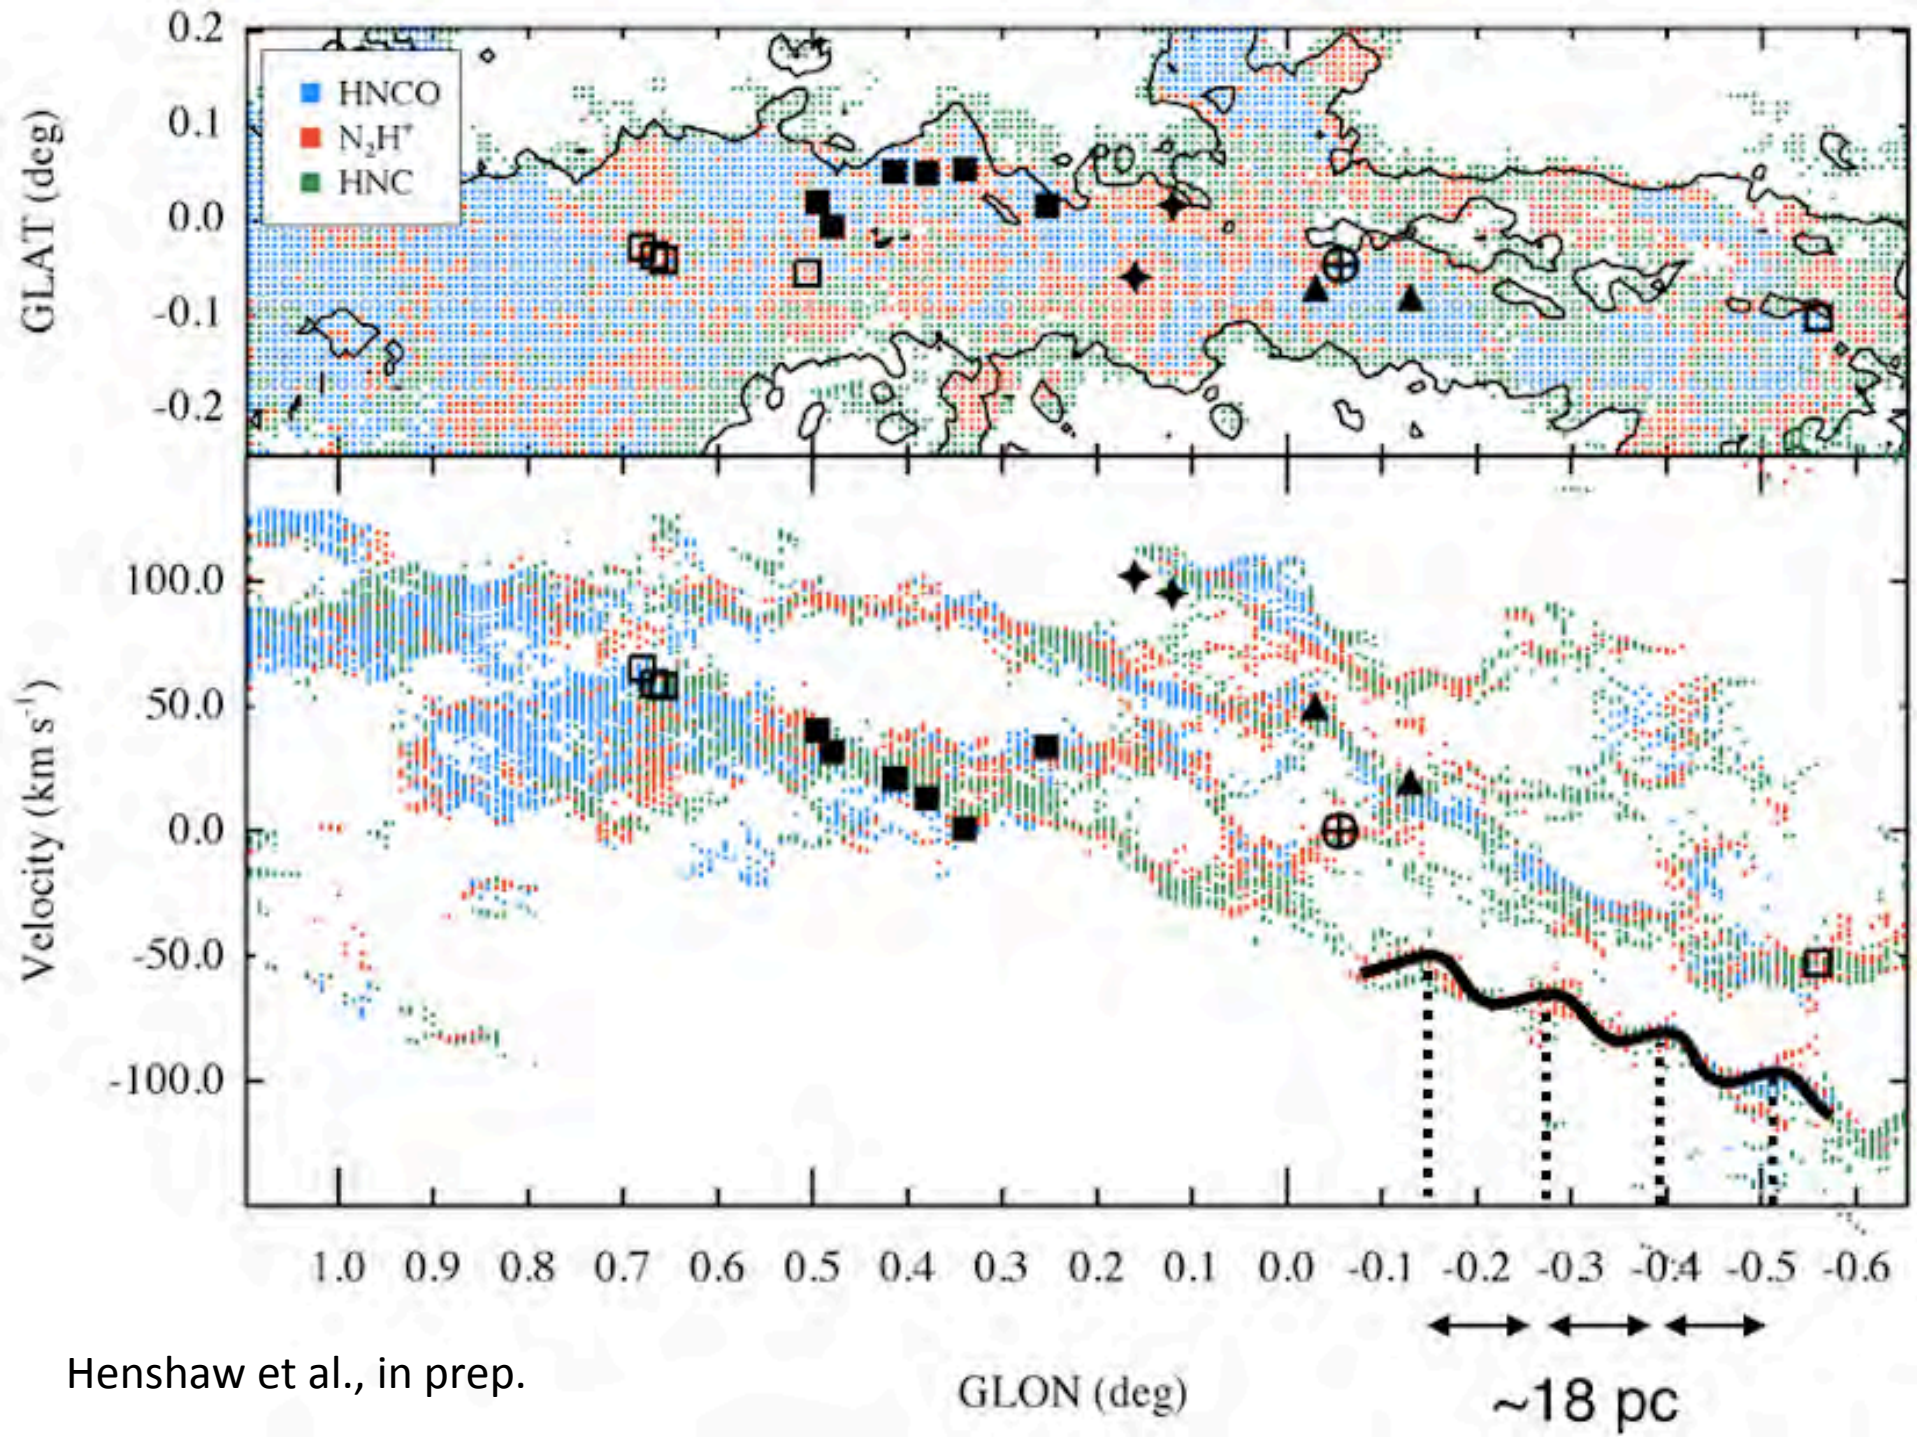 0.2
0.1
0.0
-0.1
-0.2
GLAT (deg)
HNCO
N₂H⁺
HNC
100.0
50.0
0.0
-50.0
-100.0
Velocity (km s⁻¹)
1.0 0.9 0.8 0.7 0.6 0.5 0.4 0.3 0.2 0.1 0.0 -0.1 -0.2 -0.3 -0.4 -0.5 -0.6
Henshaw et al., in prep.
GLON (deg)
~18 pc